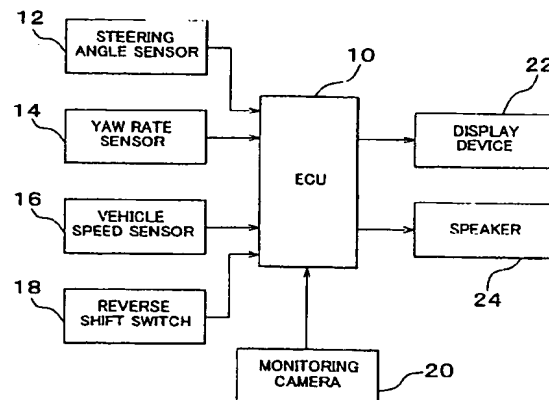 12
STEERING
ANGLE SENSOR
10
22
14
YAW RATE
SENSOR
ECU
DISPLAY
DEVICE
16
VEHICLE
SPEED SENSOR
SPEAKER
24
18
REVERSE
SHIFT SWITCH
MONITORING
CAMERA
20